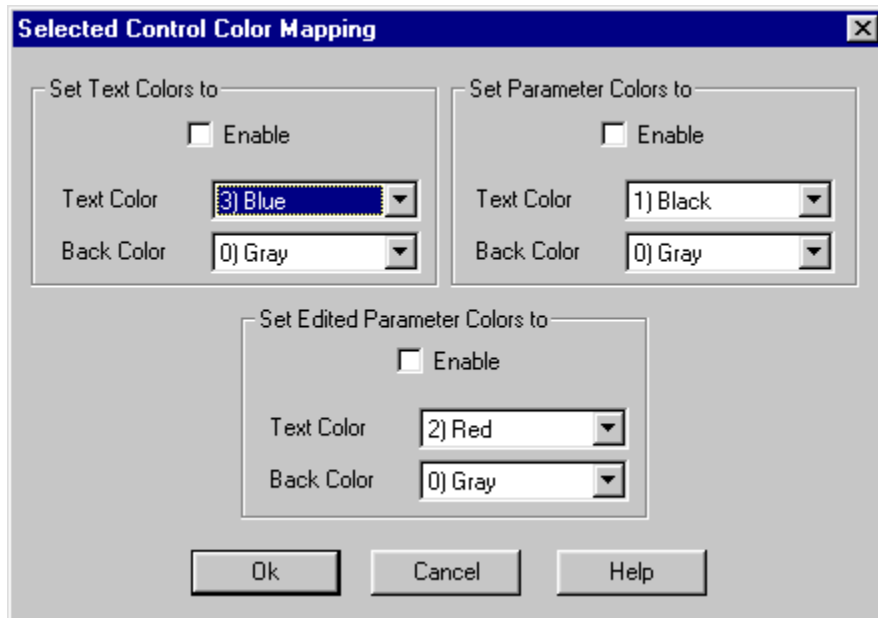 Selected Control Color Mapping
Set Text Colors to
Enable
Text Color 3) Blue
Back Color 0) Gray
Set Parameter Colors to
Enable
Text Color 1) Black
Back Color 0) Gray
Set Edited Parameter Colors to
Enable
Text Color 2) Red
Back Color 0) Gray
Ok Cancel Help